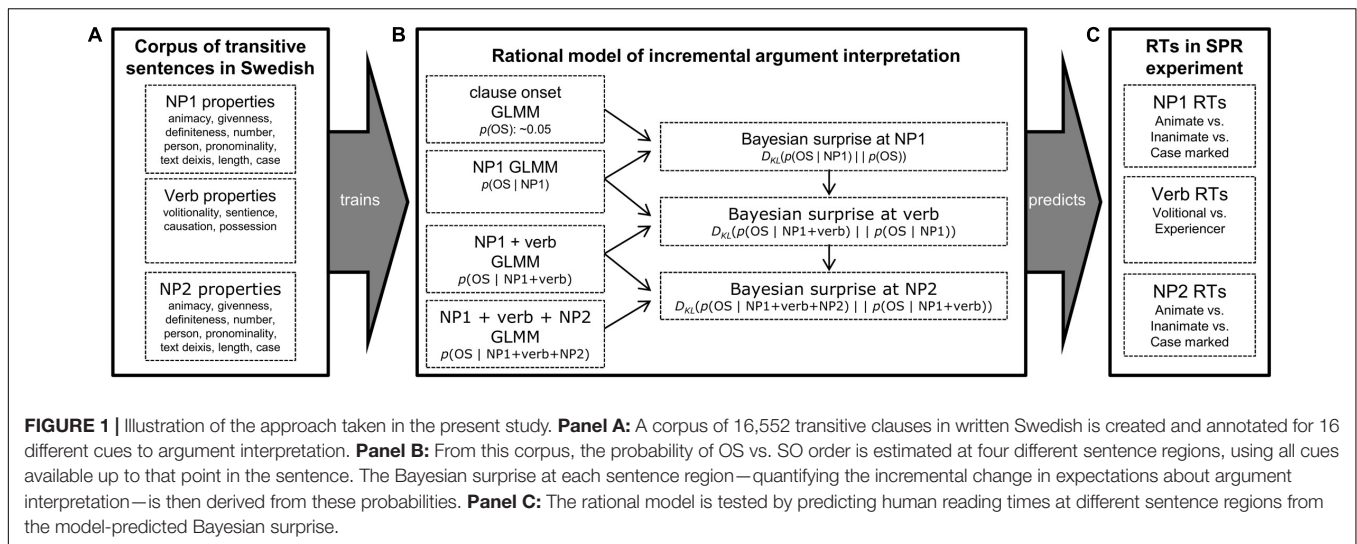 A
Corpus of transitive
sentences in Swedish
NP1 properties
animacy, givenness,
definiteness, number,
person, pronominality,
text deixis, length, case
Verb properties
volitionality, sentience,
causation, possession
NP2 properties
animacy, givenness,
definiteness, number,
person, pronominality,
text deixis, length, case
trains
B
Rational model of incremental argument interpretation
clause onset
GLMM
p(OS): ~0.05
NP1 GLMM
p(OS | NP1)
NP1 + verb
GLMM
p(OS | NP1+verb)
NP1 + verb + NP2
GLMM
p(OS | NP1+verb+NP2)
Bayesian surprise at NP1
DKL(p(OS | NP1) | | p(OS))
Bayesian surprise at verb
DKL(p(OS | NP1+verb) | | p(OS | NP1))
Bayesian surprise at NP2
DKL(p(OS | NP1+verb+NP2) | | p(OS | NP1+verb))
predicts
C
RTs in SPR
experiment
NP1 RTs
Animate vs.
Inanimate vs.
Case marked
Verb RTs
Volitional vs.
Experiencer
NP2 RTs
Animate vs.
Inanimate vs.
Case marked
FIGURE 1 | Illustration of the approach taken in the present study. Panel A: A corpus of 16,552 transitive clauses in written Swedish is created and annotated for 16
different cues to argument interpretation. Panel B: From this corpus, the probability of OS vs. SO order is estimated at four different sentence regions, using all cues
available up to that point in the sentence. The Bayesian surprise at each sentence region—quantifying the incremental change in expectations about argument
interpretation—is then derived from these probabilities. Panel C: The rational model is tested by predicting human reading times at different sentence regions from
the model-predicted Bayesian surprise.